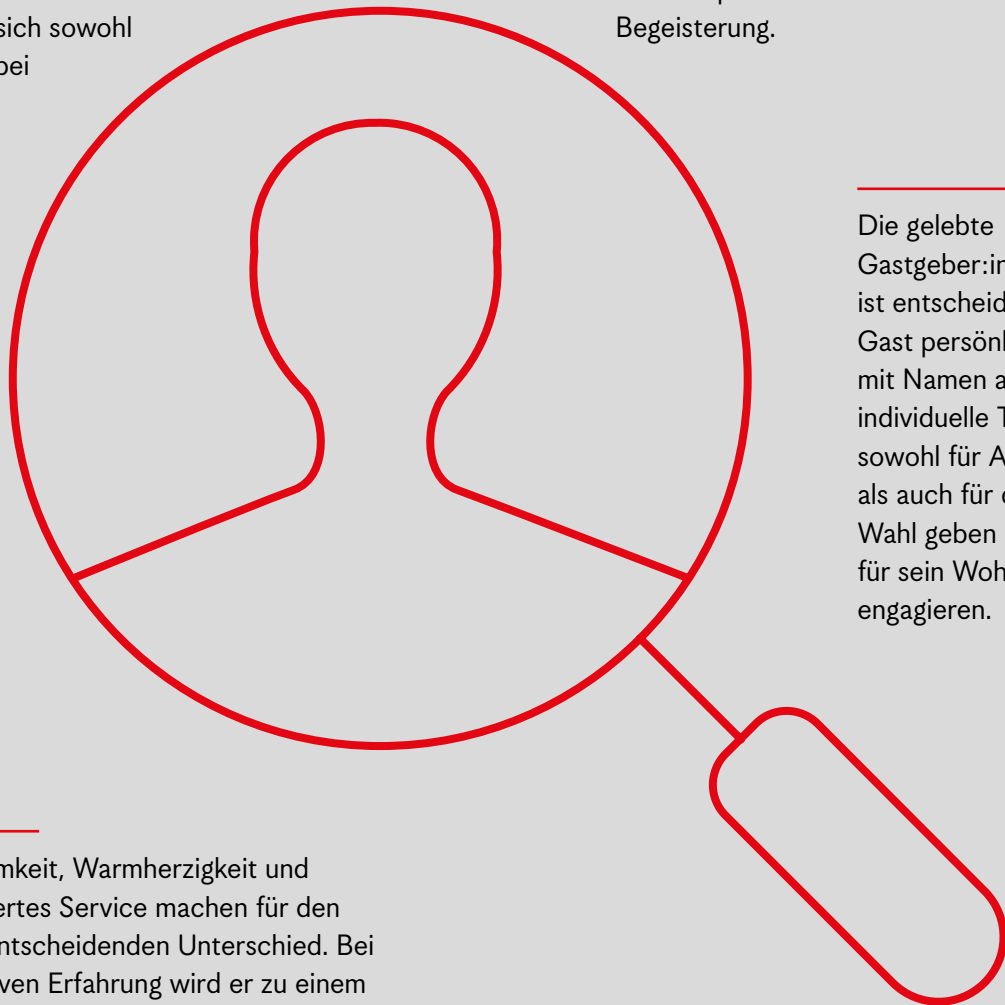 sich sowohl
bei
Begeisterung.
Die gelebte
Gastgeber:in
ist entscheid
Gast persönl
mit Namen a
individuelle T
sowohl für A
als auch für
Wahl geben
für sein Woh
engagieren.
mkeit, Warmherzigkeit und
ertes Service machen für den
ntscheidenden Unterschied. Bei
ven Erfahrung wird er zu einem